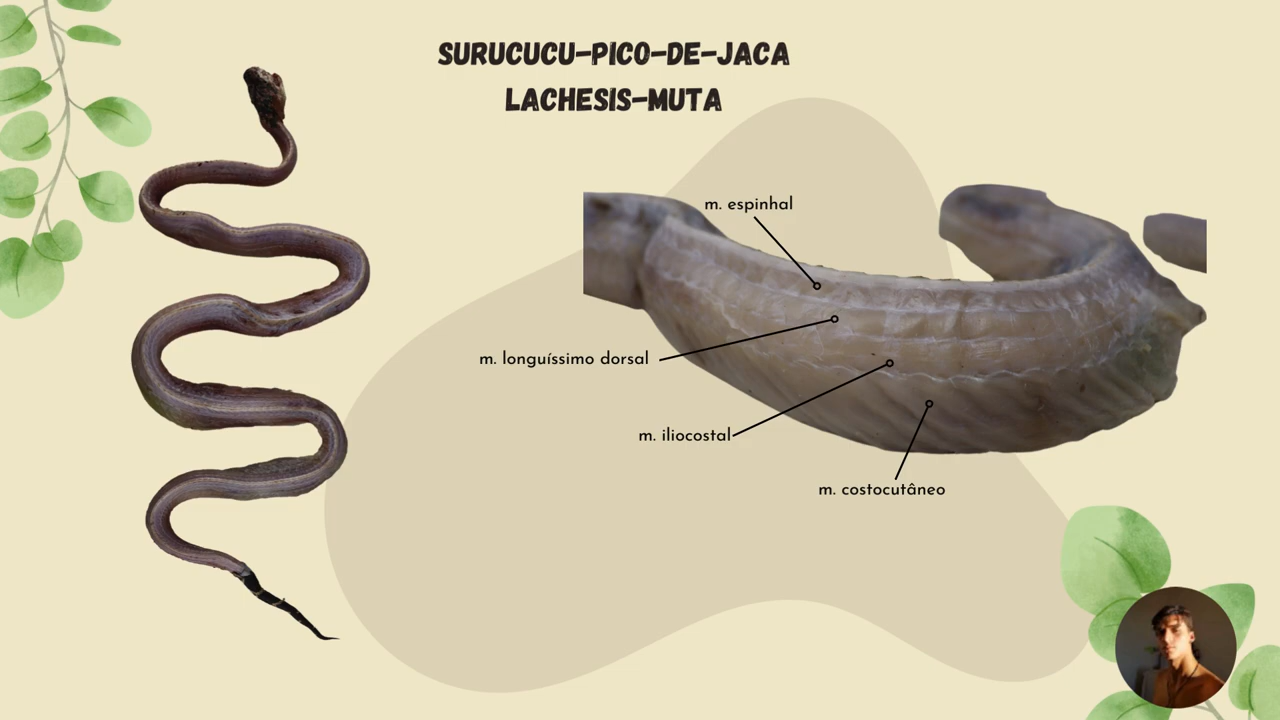 SURUCUCU-PICO-DE-JACA
LACHESIS-MUTA
m. espinhal
m. longuíssimo dorsal
m. iliocostal
m. costocutâneo